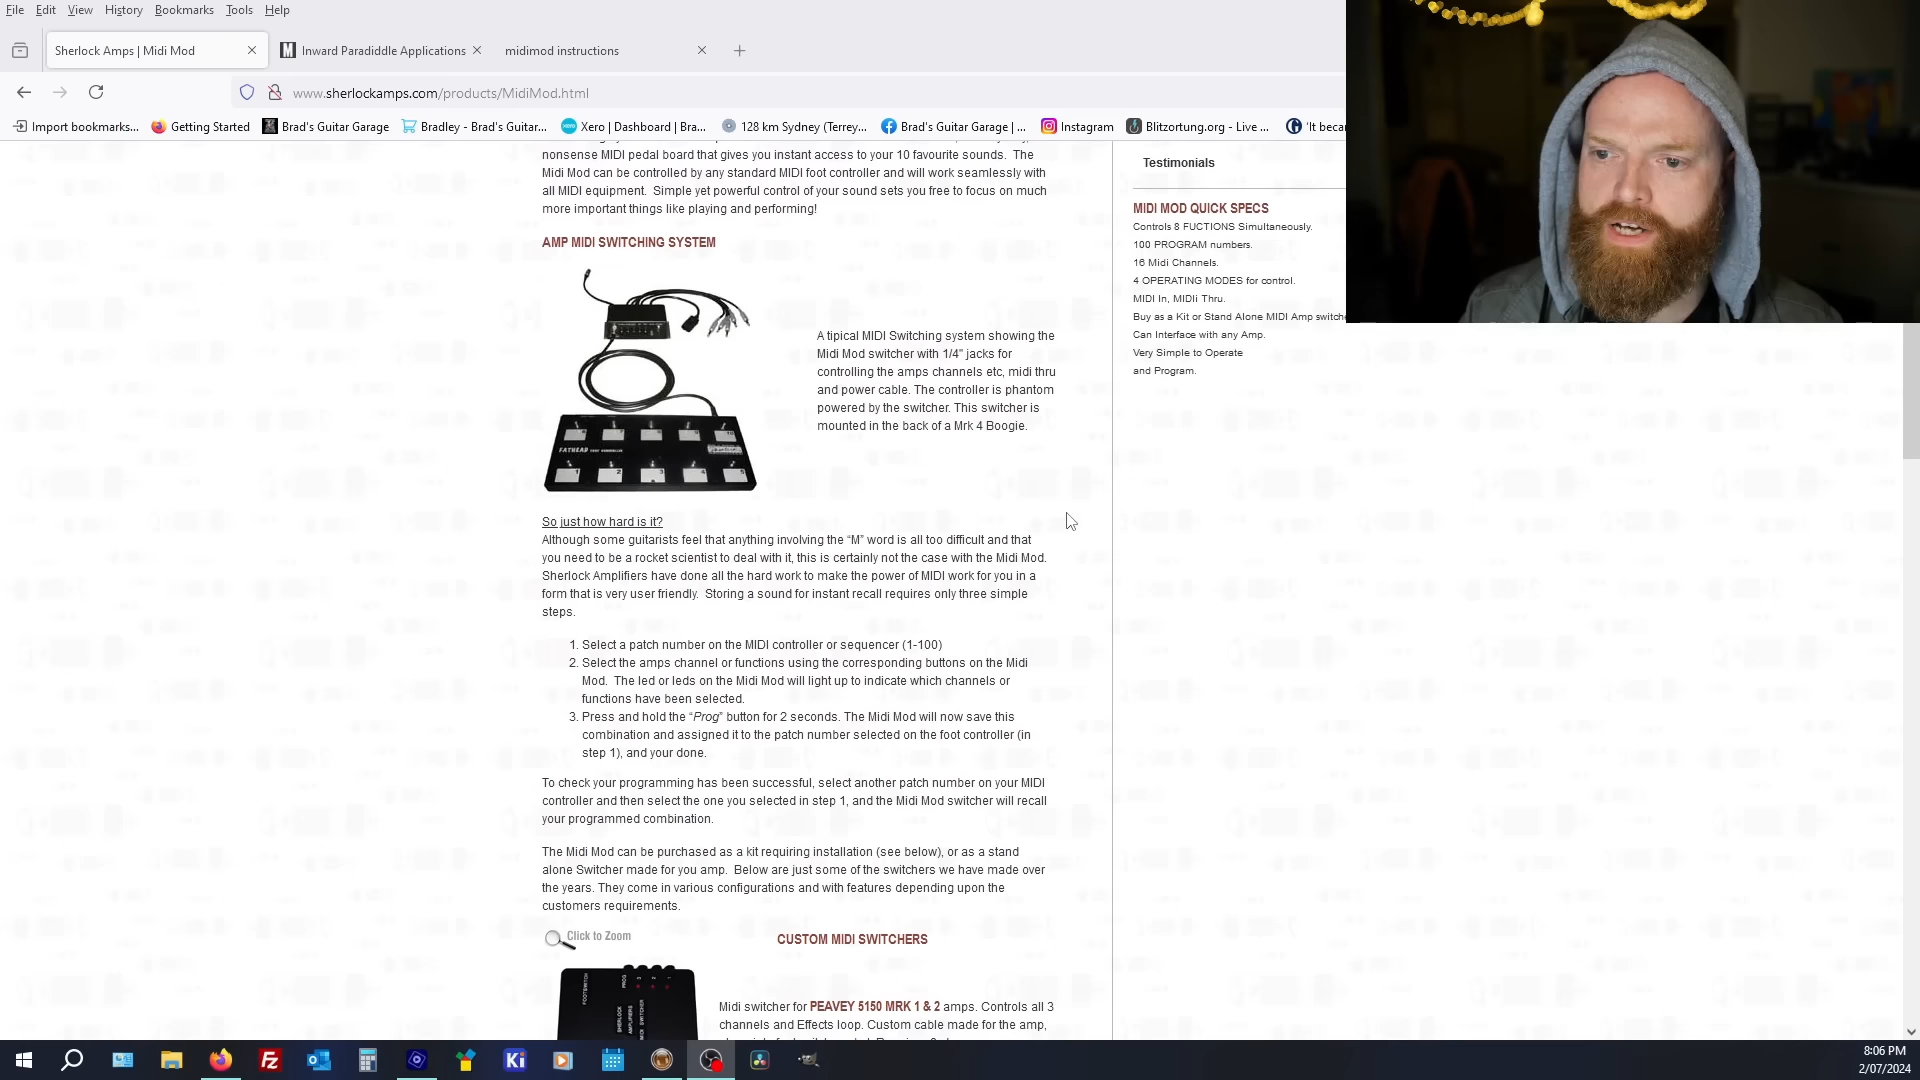 File Edit View History Bookmarks Tools Help
Sherlock Amps | Midi Mod
Inward Paradiddle Applications
midimod instructions
www.sherlockamps.com/products/MidiMod.html
Import bookmarks...
Getting Started
Brad's Guitar Garage
Bradley - Brad's Guitar...
Xero | Dashboard | Bra...
128 km Sydney (Terrey...
Brad's Guitar Garage | ...
Instagram
Blitzortung.org - Live ...
'It becar
nonsense MIDI pedal board that gives you instant access to your 10 favourite sounds. The
Midi Mod can be controlled by any standard MIDI foot controller and will work seamlessly with
all MIDI equipment. Simple yet powerful control of your sound sets you free to focus on much
more important things like playing and performing!
AMP MIDI SWITCHING SYSTEM
A tipical MIDI Switching system showing the
Midi Mod switcher with 1/4" jacks for
controlling the amps channels etc, midi thru
and power cable. The controller is phantom
powered by the switcher. This switcher is
mounted in the back of a Mrk 4 Boogie.
FATHEAD
1 2 3 4 5
So just how hard is it?
Although some guitarists feel that anything involving the “M” word is all too difficult and that
you need to be a rocket scientist to deal with it, this is certainly not the case with the Midi Mod.
Sherlock Amplifiers have done all the hard work to make the power of MIDI work for you in a
form that is very user friendly. Storing a sound for instant recall requires only three simple
steps.
1. Select a patch number on the MIDI controller or sequencer (1-100)
2. Select the amps channel or functions using the corresponding buttons on the Midi
Mod. The led or leds on the Midi Mod will light up to indicate which channels or
functions have been selected.
3. Press and hold the “Prog” button for 2 seconds. The Midi Mod will now save this
combination and assigned it to the patch number selected on the foot controller (in
step 1), and your done.
To check your programming has been successful, select another patch number on your MIDI
controller and then select the one you selected in step 1, and the Midi Mod switcher will recall
your programmed combination.
The Midi Mod can be purchased as a kit requiring installation (see below), or as a stand
alone Switcher made for you amp. Below are just some of the switchers we have made over
the years. They come in various configurations and with features depending upon the
customers requirements.
Click to Zoom
CUSTOM MIDI SWITCHERS
FOOTSWITCH
PROG 3 2 1
SHERLOCK
AMPLIFIERS
MIDI SWITCHER
Midi switcher for PEAVEY 5150 MRK 1 & 2 amps. Controls all 3
channels and Effects loop. Custom cable made for the amp,
Testimonials
MIDI MOD QUICK SPECS
Controls 8 FUCTIONS Simultaneously.
100 PROGRAM numbers.
16 Midi Channels.
4 OPERATING MODES for control.
MIDI In, MIDIi Thru.
Buy as a Kit or Stand Alone MIDI Amp switche
Can Interface with any Amp.
Very Simple to Operate
and Program.
Fz
Ki
8:06 PM
2/07/2024